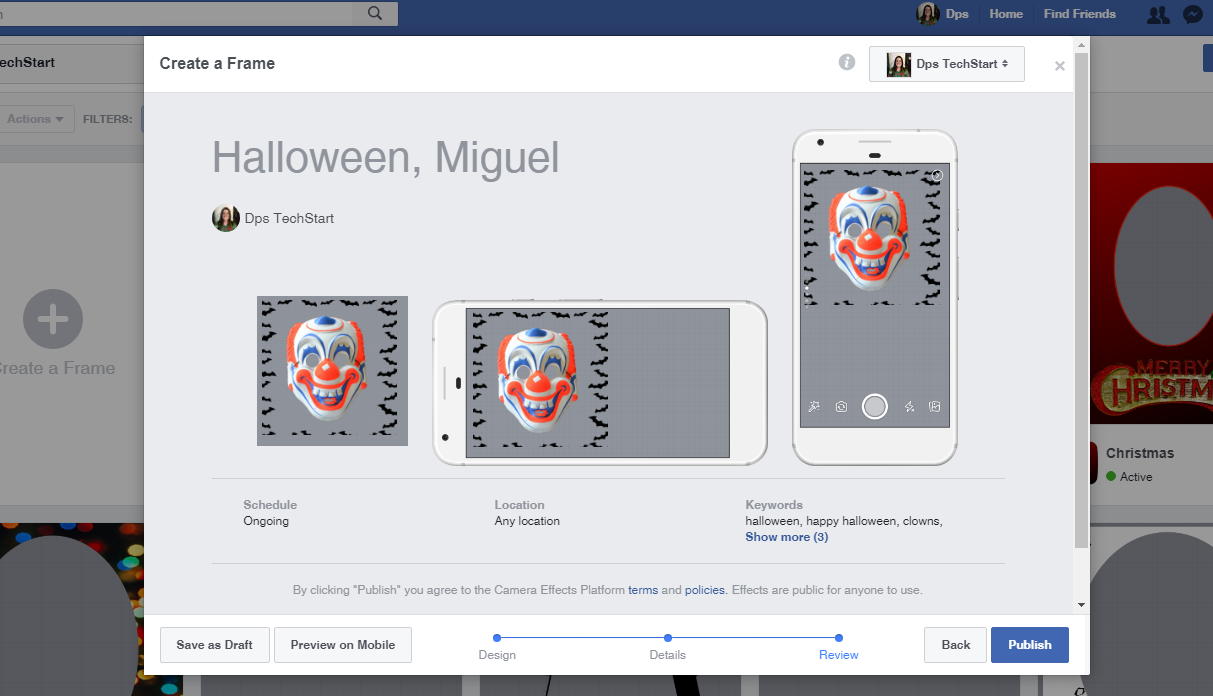 Dps
Home
Find Friends
echStart
Create a Frame
Dps TechStart
Actions
FILTERS:
Halloween, Miguel
Dps TechStart
Create a Frame
MERRY
HRISTM
Christmas
Active
Schedule
Ongoing
Location
Any location
Keywords
halloween, happy halloween, clowns,
Show more (3)
By clicking "Publish" you agree to the Camera Effects Platform terms and policies. Effects are public for anyone to use.
Save as Draft
Preview on Mobile
Design
Details
Review
Back
Publish